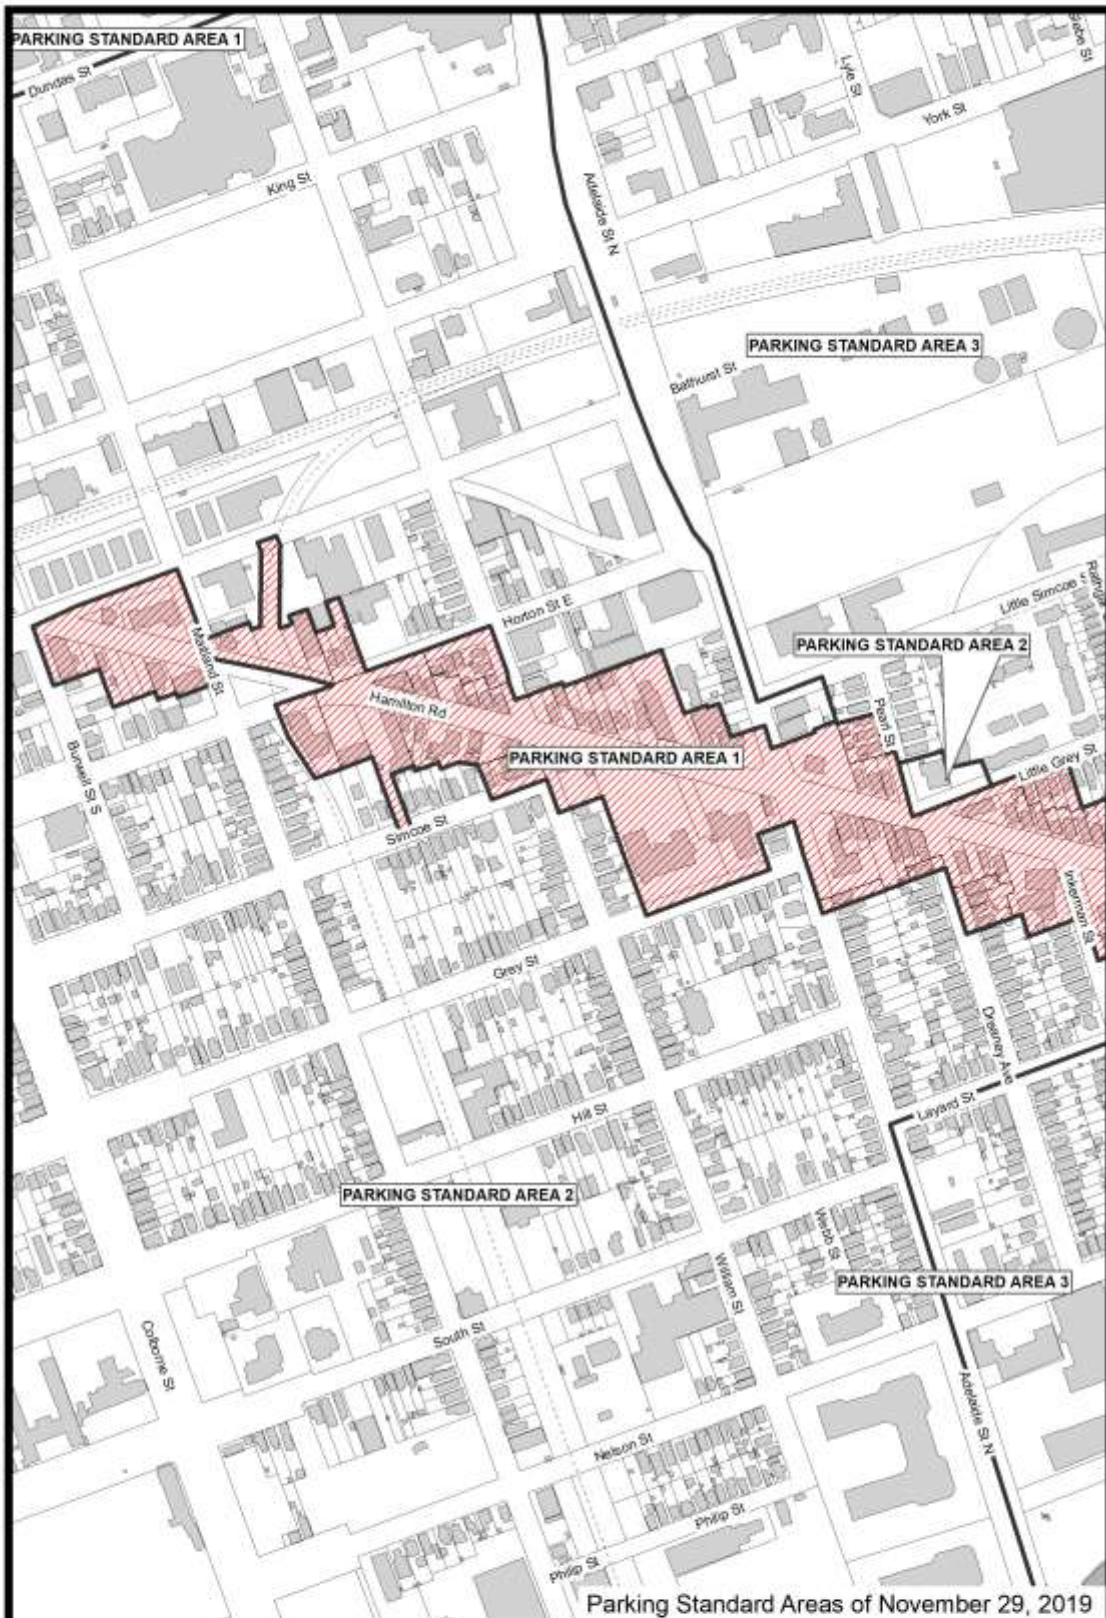 PARKING STANDARD AREA 1
Dundas St
King St
Lyle St
York St
Adelaide St N
PARKING STANDARD AREA 3
Bathurst St
Little Simcoe
Horton St E
PARKING STANDARD AREA 2
Maitland St
Hamilton Rd
Pearl St
PARKING STANDARD AREA 1
Little Grey St
Burwell St S
Simcoe St
Inkerman St
Grey St
Dreaney Ave
Hill St
Layard St
PARKING STANDARD AREA 2
Webb St
William St
PARKING STANDARD AREA 3
South St
Colborne St
Adelaide St N
Nelson St
Philip St
Philip St
Parking Standard Areas of November 29, 2019